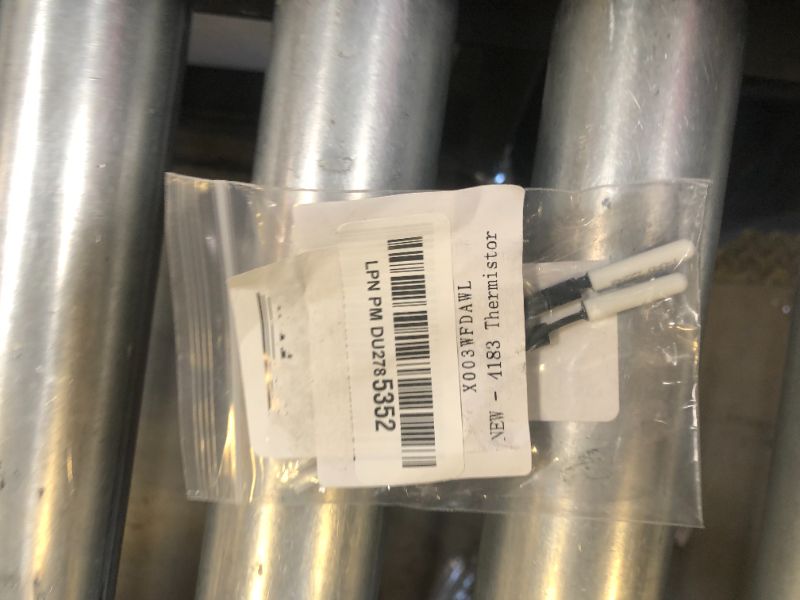 LPN PM DU2785352
X003WFDAWL
NEW - 4183 Thermistor